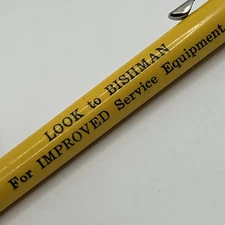 LOOK to BISHMAN
For IMPROVED Service Equipment